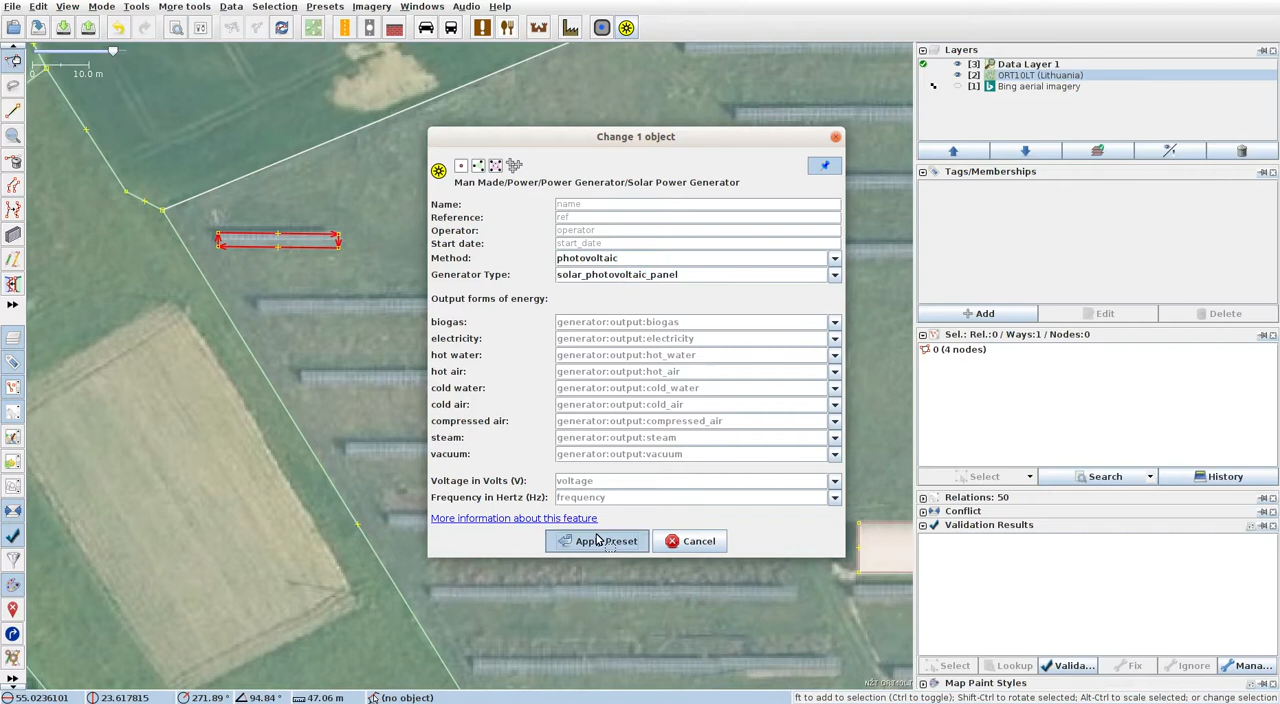 File Edit View Mode Tools More tools Data Selection Presets Imagery Windows Audio Help
10.0 m
Change 1 object
Man Made/Power/Power Generator/Solar Power Generator
Name: name
Reference: ref
Operator: operator
Start date: start_date
Method: photovoltaic
Generator Type: solar_photovoltaic_panel
Output forms of energy:
biogas: generator:output:biogas
electricity: generator:output:electricity
hot water: generator:output:hot_water
hot air: generator:output:hot_air
cold water: generator:output:cold_water
cold air: generator:output:cold_air
compressed air: generator:output:compressed_air
steam: generator:output:steam
vacuum: generator:output:vacuum
Voltage in Volts (V): voltage
Frequency in Hertz (Hz): frequency
More information about this feature
Apply Preset Cancel
Layers
[3] Data Layer 1
[2] ORT10LT (Lithuania)
[1] Bing aerial imagery
Tags/Memberships
Add Edit Delete
Sel.: Rel.:0 / Ways:1 / Nodes:0
0 (4 nodes)
Select Search History
Relations: 50
Conflict
Validation Results
Select Lookup Valida... Fix Ignore Mana...
Map Paint Styles
NŽT ORT10LT
55.0236101 23.617815 271.89 ° 94.84 ° 47.06 m (no object) ft to add to selection (Ctrl to toggle); Shift-Ctrl to rotate selected; Alt-Ctrl to scale selected; or change selection